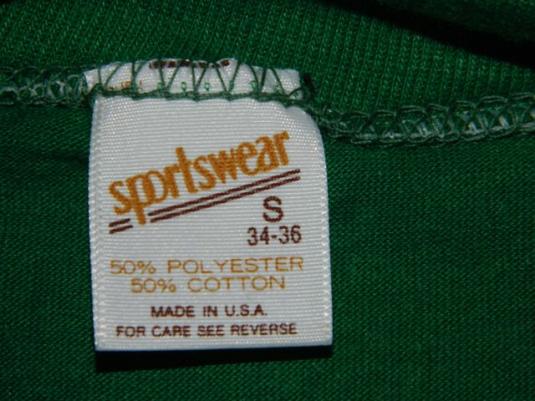 sportswear
S
34-36
50% POLYESTER
50% COTTON
MADE IN U.S.A.
FOR CARE SEE REVERSE